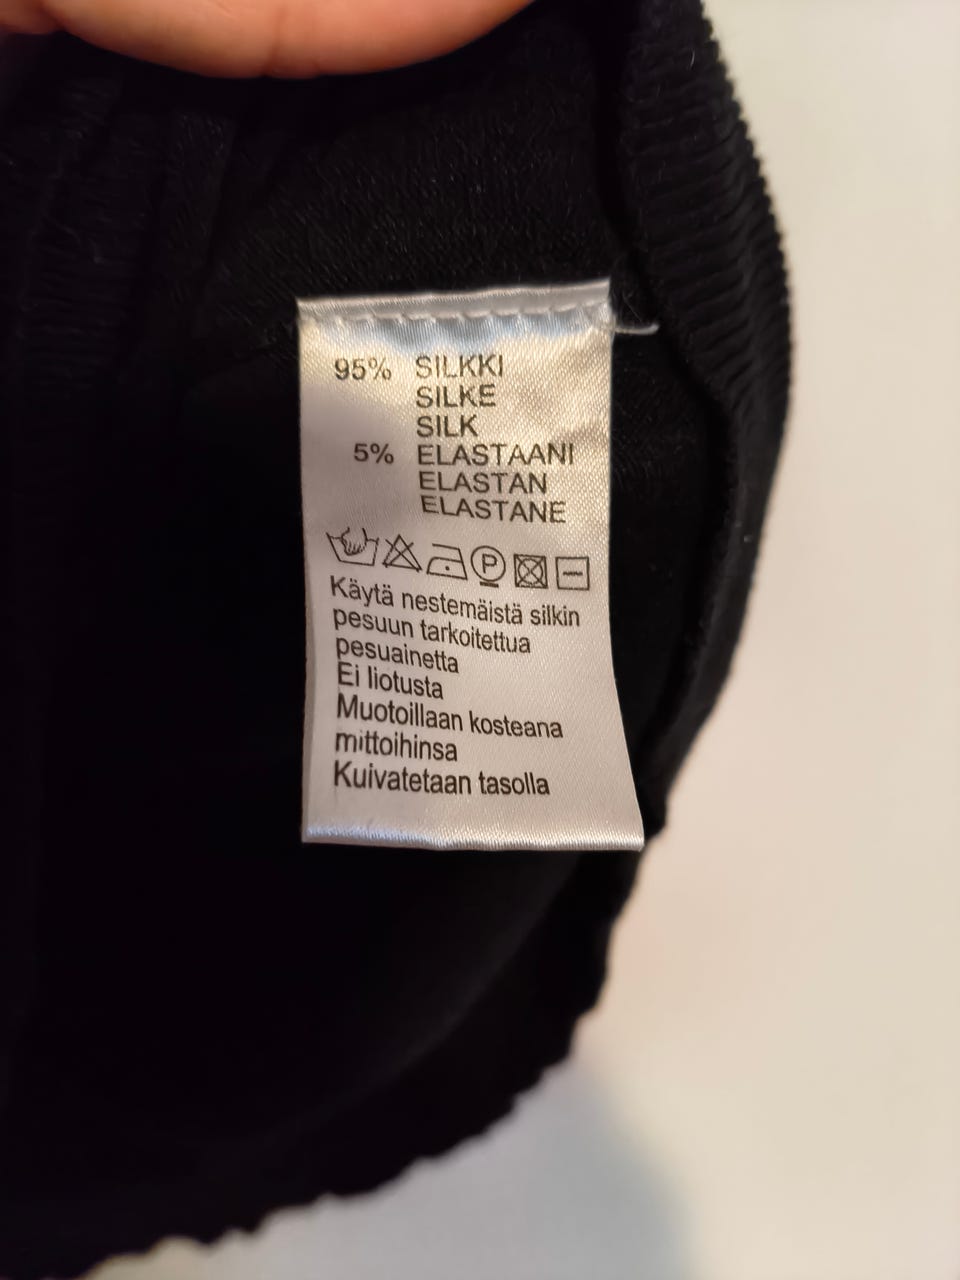 95% SILKKI
SILKE
SILK
5% ELASTAANI
ELASTAN
ELASTANE
P
Käytä nestemäistä silkin
pesuun tarkoitettua
pesuainetta
Ei liotusta
Muotoillaan kosteana
mittoihinsa
Kuivatetaan tasolla